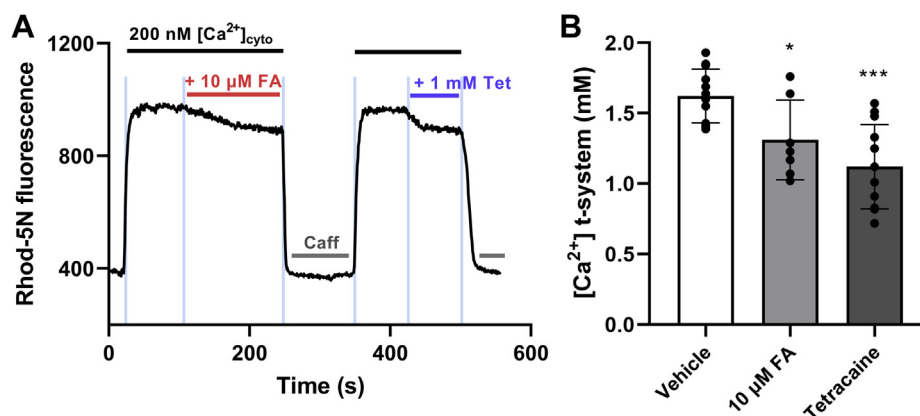 A
200 nM [Ca²⁺]cyto
+ 10 µM FA
+ 1 mM Tet
Caff
Rhod-5N fluorescence
1200
800
400
0
200
400
600
Time (s)
B
[Ca²⁺] t-system (mM)
2.0
1.5
1.0
0.5
0.0
*
***
Vehicle
10 µM FA
Tetracaine